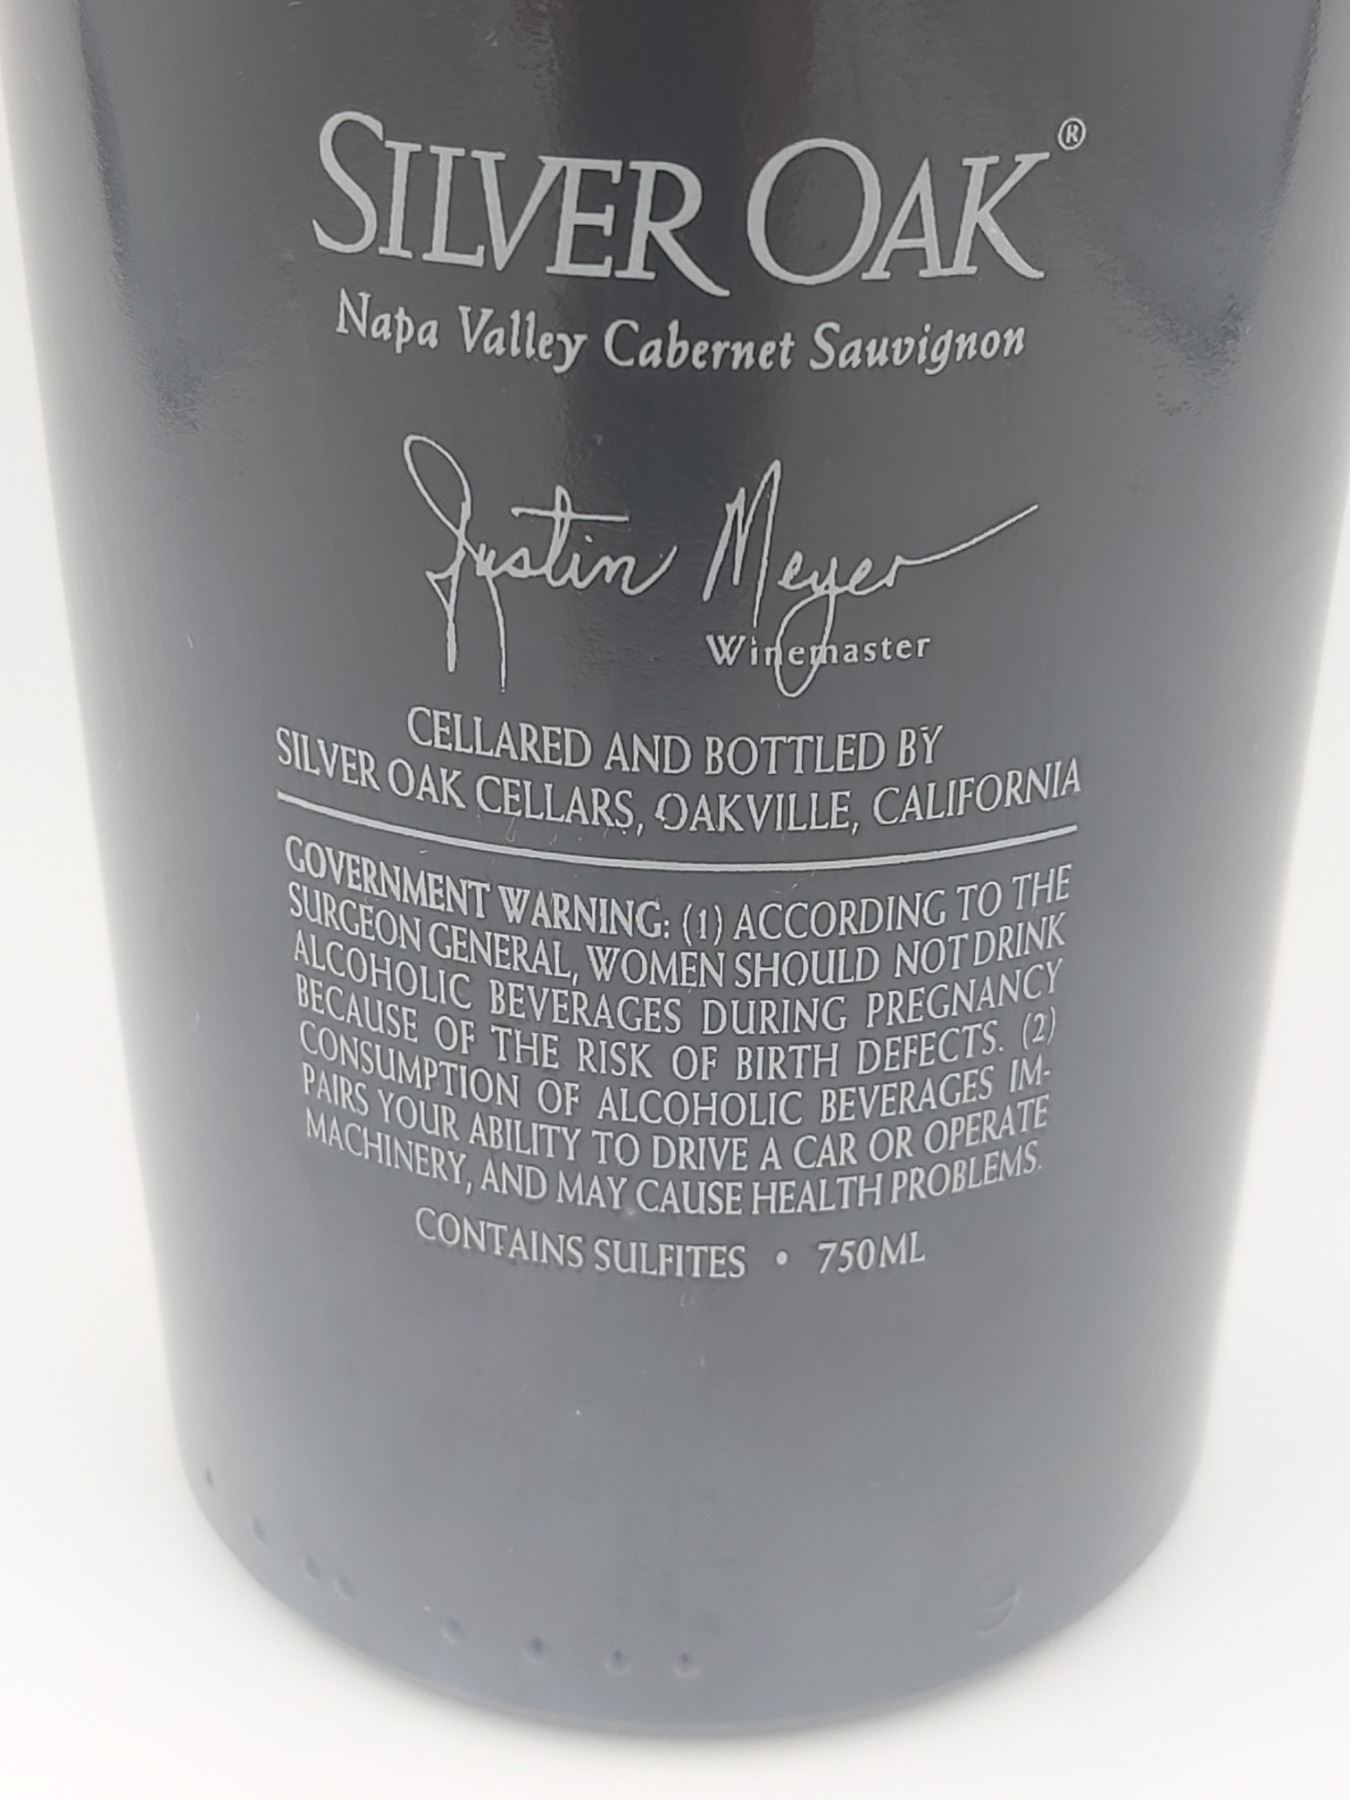 SILVER OAK®
Napa Valley Cabernet Sauvignon
Justin Meyer
Winemaster
CELLARED AND BOTTLED BY
SILVER OAK CELLARS, OAKVILLE, CALIFORNIA
GOVERNMENT WARNING: (1) ACCORDING TO THE
SURGEON GENERAL, WOMEN SHOULD NOT DRINK
ALCOHOLIC BEVERAGES DURING PREGNANCY
BECAUSE OF THE RISK OF BIRTH DEFECTS. (2)
CONSUMPTION OF ALCOHOLIC BEVERAGES IM-
PAIRS YOUR ABILITY TO DRIVE A CAR OR OPERATE
MACHINERY, AND MAY CAUSE HEALTH PROBLEMS.
CONTAINS SULFITES • 750ML